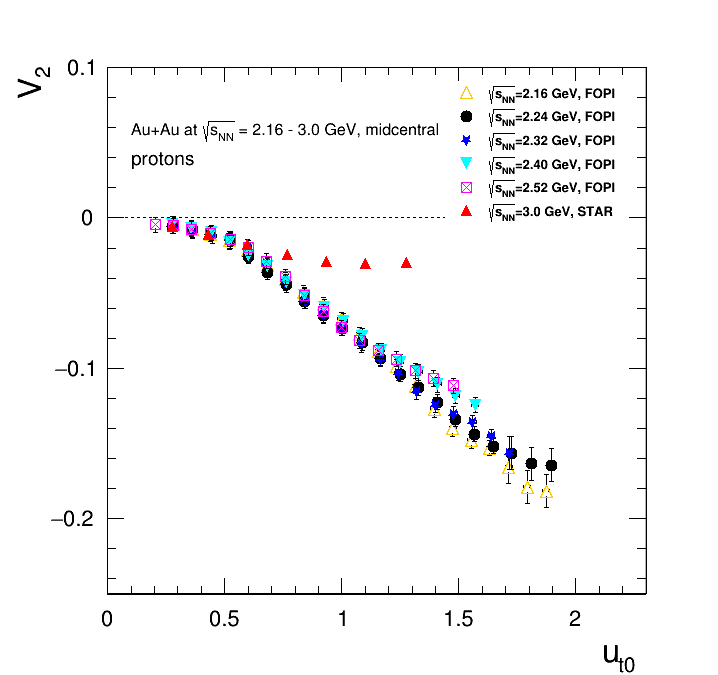 V₂
0.1
0
−0.1
−0.2
Au+Au at √sNN = 2.16 - 3.0 GeV, midcentral
protons
√sNN=2.16 GeV, FOPI
√sNN=2.24 GeV, FOPI
√sNN=2.32 GeV, FOPI
√sNN=2.40 GeV, FOPI
√sNN=2.52 GeV, FOPI
√sNN=3.0 GeV, STAR
0 0.5 1 1.5 2
ut0